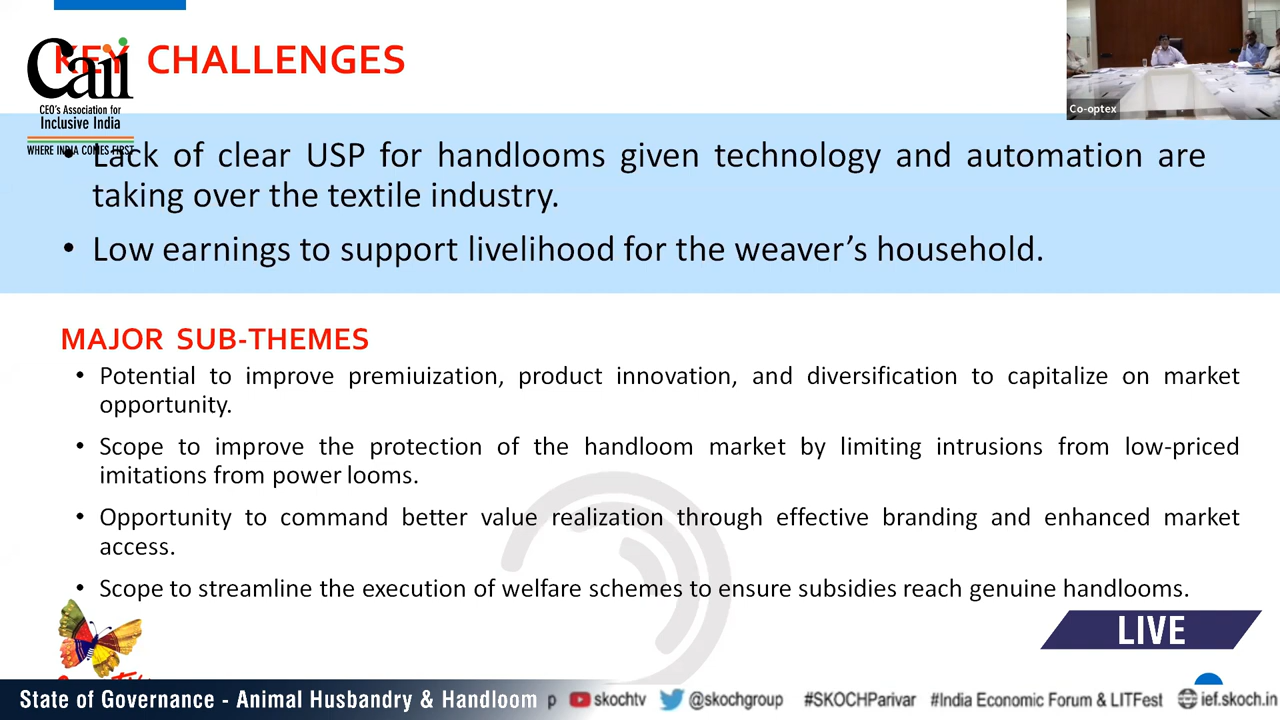 KEY CHALLENGES
Caii
CEO's Association for
Inclusive India
WHERE INDIA COMES FIRST
Co-optex
• Lack of clear USP for handlooms given technology and automation are
taking over the textile industry.
• Low earnings to support livelihood for the weaver's household.
MAJOR SUB-THEMES
• Potential to improve premiuization, product innovation, and diversification to capitalize on market
opportunity.
• Scope to improve the protection of the handloom market by limiting intrusions from low-priced
imitations from power looms.
• Opportunity to command better value realization through effective branding and enhanced market
access.
• Scope to streamline the execution of welfare schemes to ensure subsidies reach genuine handlooms.
LIVE
State of Governance - Animal Husbandry & Handloom p skochtv @skochgroup #SKOCHParivar #India Economic Forum & LITFest ief.skoch.in